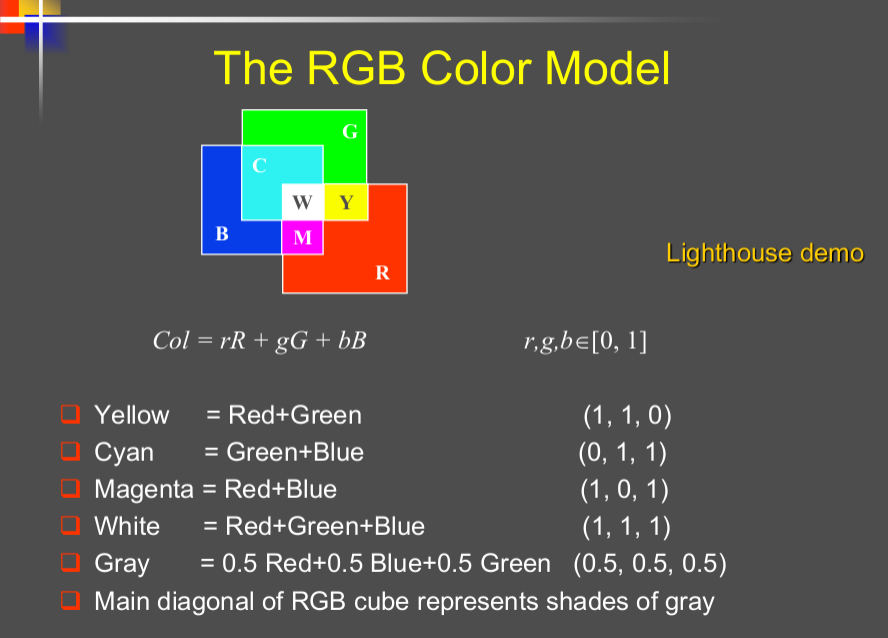 The RGB Color Model
G
C
W Y
B M
R
Lighthouse demo
Col = rR + gG + bB r,g,b∈[0, 1]
Yellow = Red+Green (1, 1, 0)
Cyan = Green+Blue (0, 1, 1)
Magenta = Red+Blue (1, 0, 1)
White = Red+Green+Blue (1, 1, 1)
Gray = 0.5 Red+0.5 Blue+0.5 Green (0.5, 0.5, 0.5)
Main diagonal of RGB cube represents shades of gray